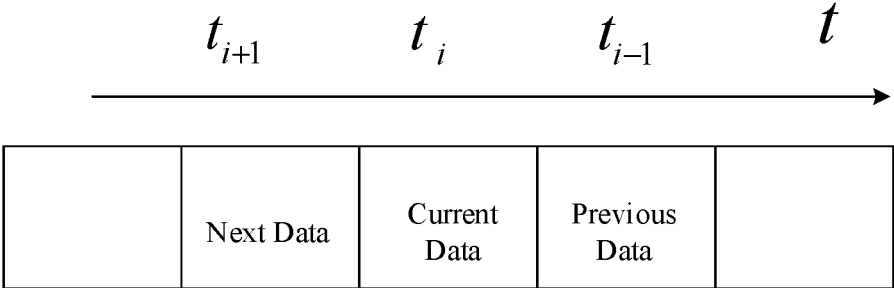 t_{i+1} t_i t_{i-1} t
Next Data
Current
Data
Previous
Data